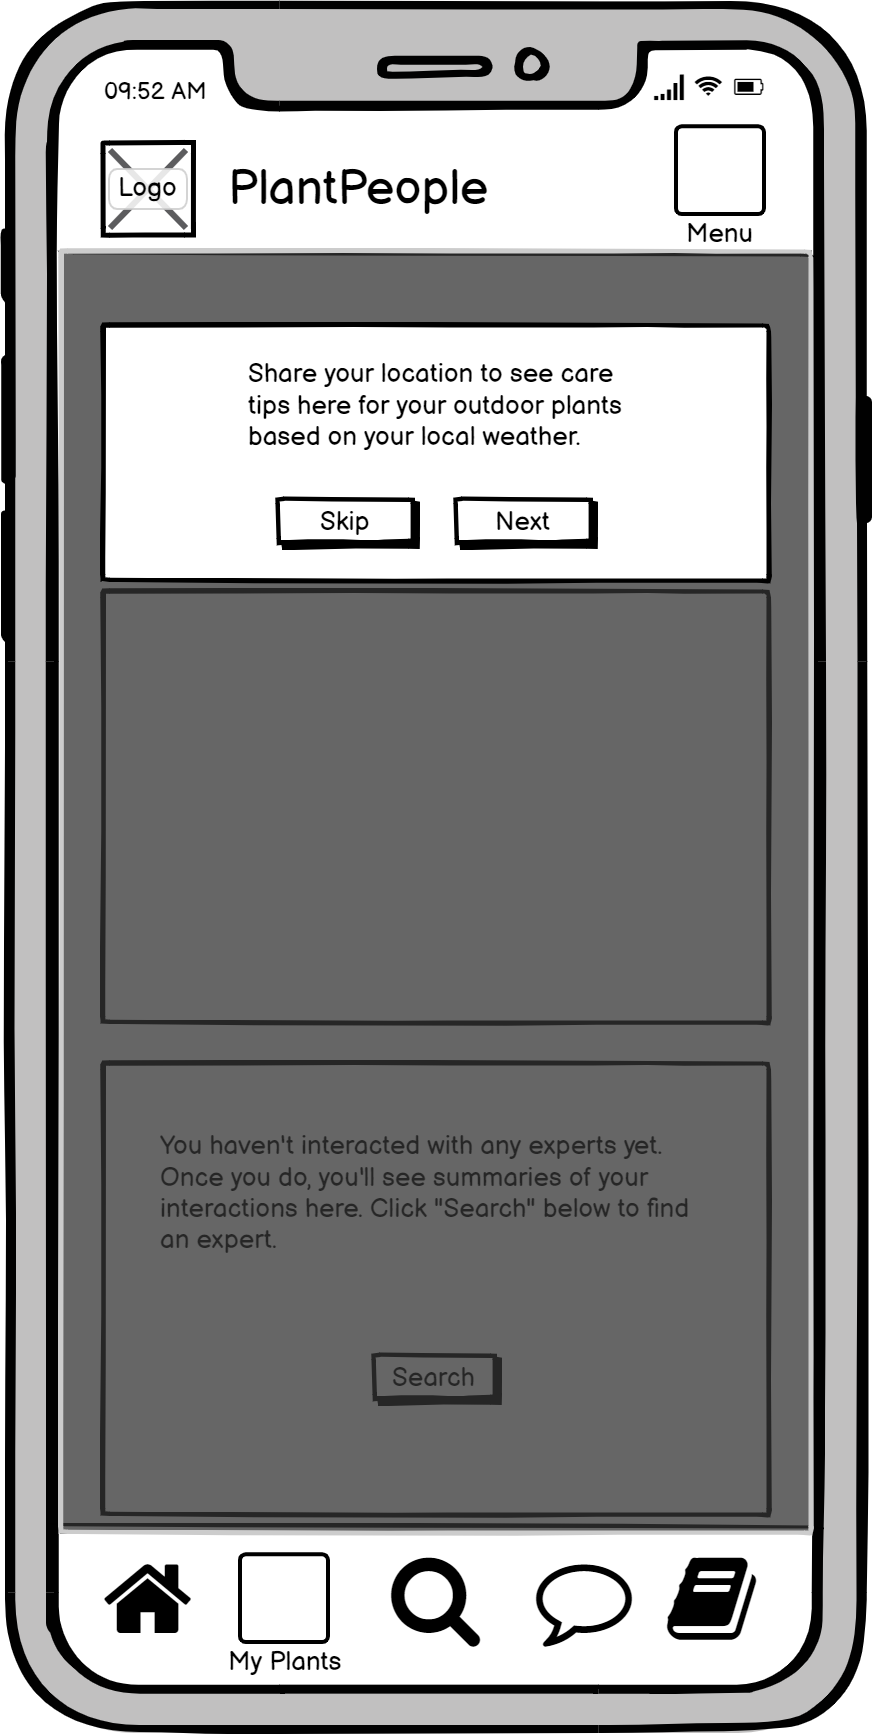 09:52 AM
Logo
PlantPeople
Menu
Share your location to see care
tips here for your outdoor plants
based on your local weather.
Skip
Next
You haven't interacted with any experts yet.
Once you do, you'll see summaries of your
interactions here. Click "Search" below to find
an expert.
Search
My Plants